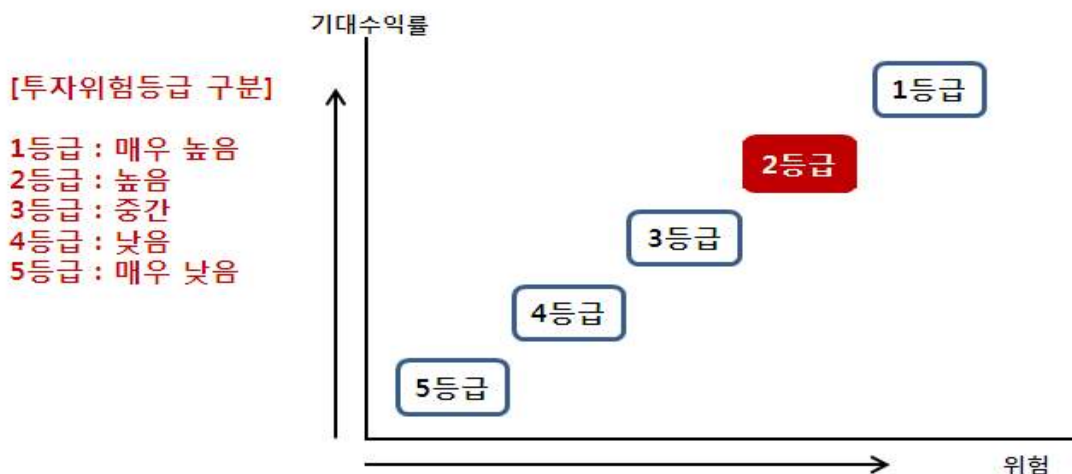 기대수익률
[투자위험등급 구분]
1등급 : 매우 높음
2등급 : 높음
3등급 : 중간
4등급 : 낮음
5등급 : 매우 낮음
1등급
2등급
3등급
4등급
5등급
위험